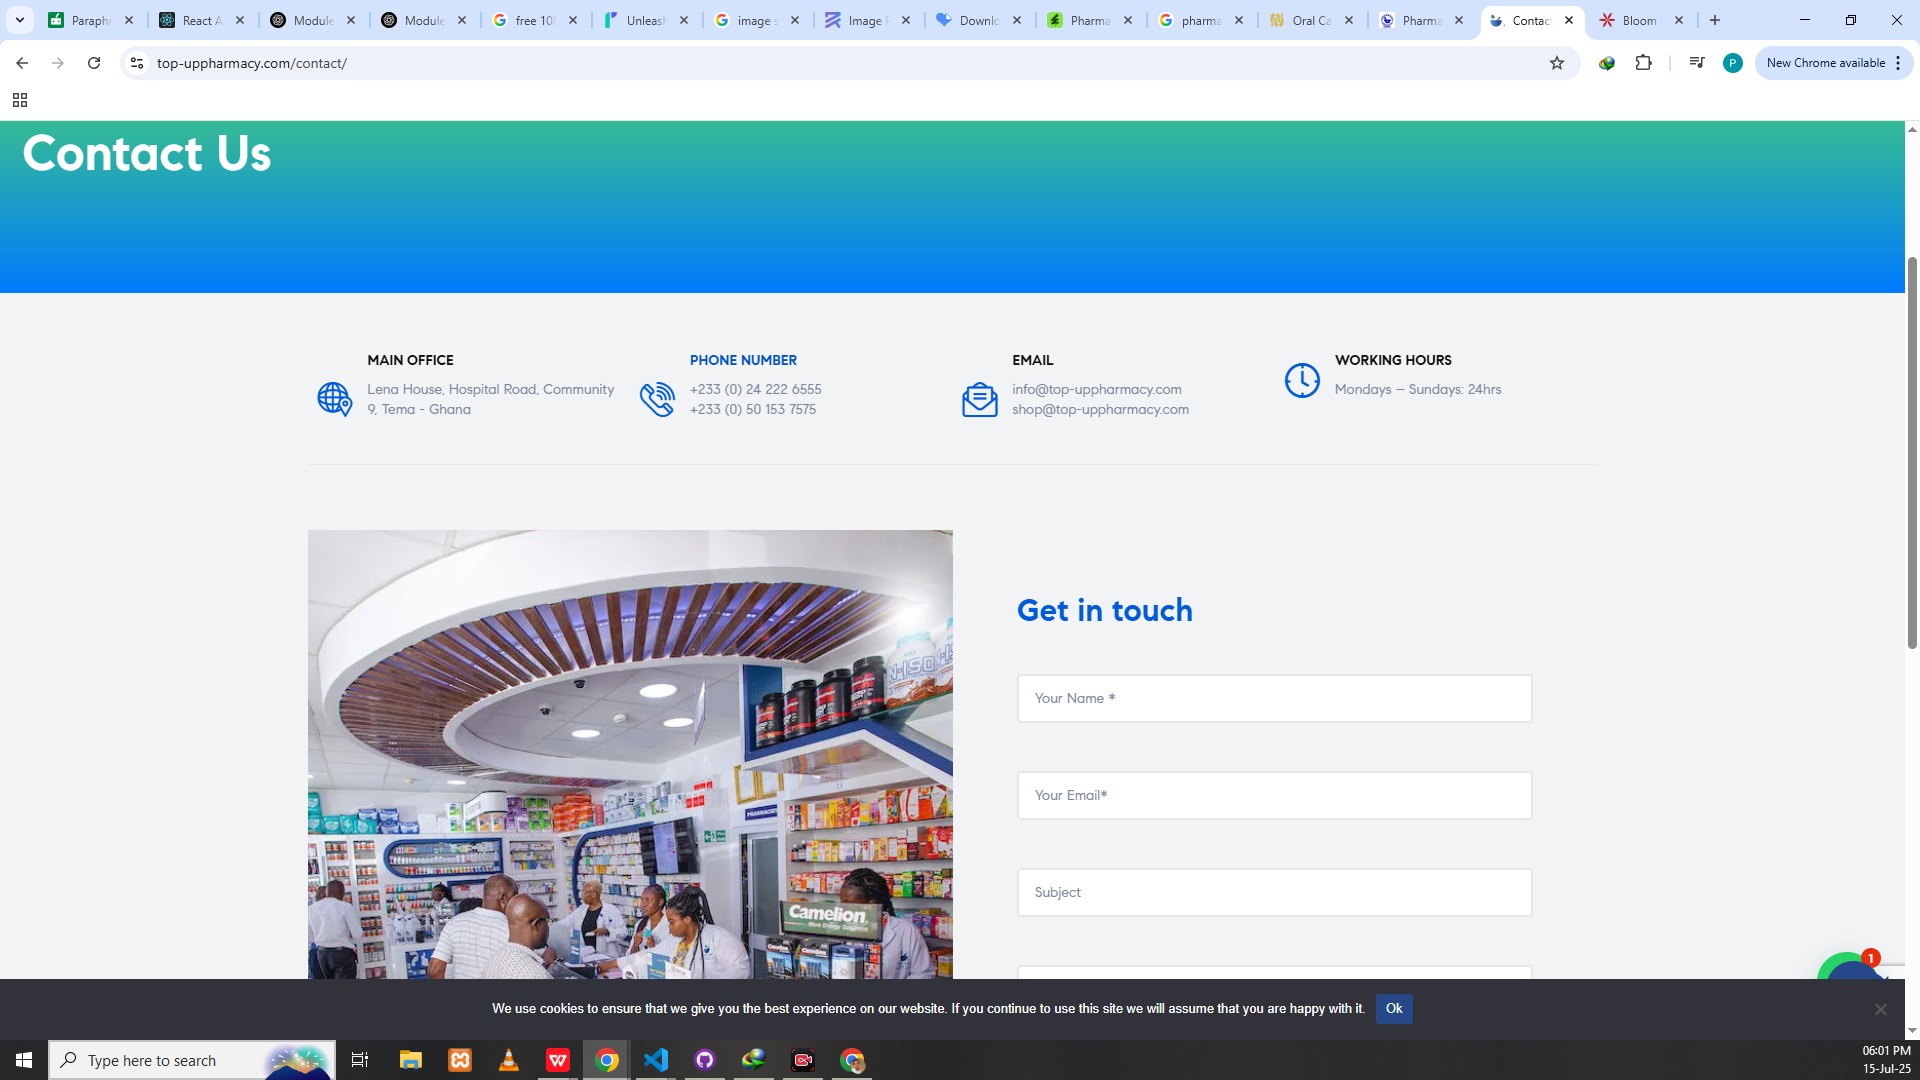 Paraph
React A
Module
Module
free 10
Unleash
image s
Image F
Downlo
Pharma
pharma
Oral Ca
Pharma
Contac
Bloom
top-uppharmacy.com/contact/
P
New Chrome available
Contact Us
MAIN OFFICE
Lena House, Hospital Road, Community
9, Tema - Ghana
PHONE NUMBER
+233 (0) 24 222 6555
+233 (0) 50 153 7575
EMAIL
info@top-uppharmacy.com
shop@top-uppharmacy.com
WORKING HOURS
Mondays – Sundays: 24hrs
Get in touch
Your Name *
Your Email*
Subject
PHARMACIST
Camelion
More Energy Solutions
1
We use cookies to ensure that we give you the best experience on our website. If you continue to use this site we will assume that you are happy with it.
Ok
Type here to search
06:01 PM
15-Jul-25